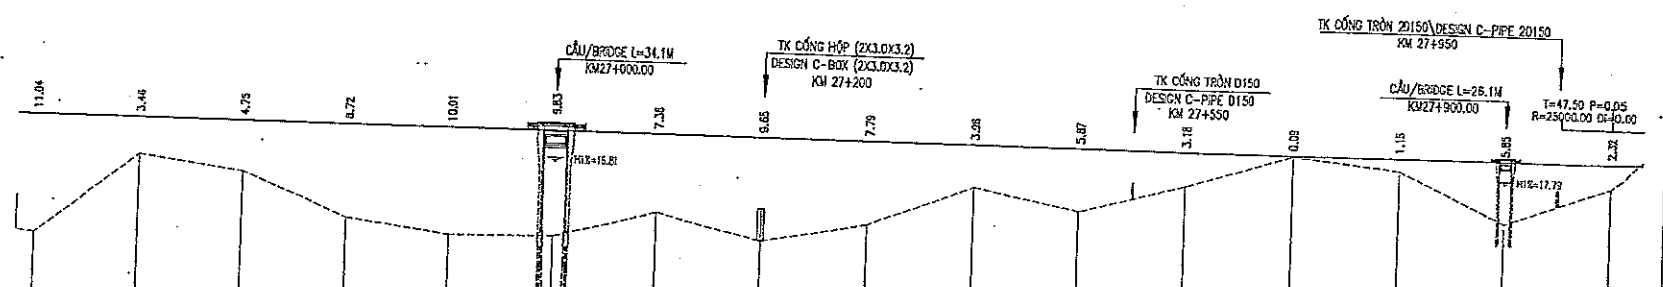 TK CỐNG TRÒN 2D150\DESIGN C-PIPE 2D150
KM 27+950
CẦU/BRIDGE L=34.1M
KM27+000.00
TK CỐNG HỘP (2X3.0X3.2)
DESIGN C-BOX (2X3.0X3.2)
KM 27+200
TK CỐNG TRÒN D150
DESIGN C-PIPE D150
KM 27+550
CẦU/BRIDGE L=26.1M
KM27+900.00
T=47.50 P=0.05
R=25000.00 Di=0.00
11.04
3.46
4.75
8.72
10.01
9.83
7.38
9.65
7.79
3.98
5.87
3.18
0.09
1.15
5.85
2.32
H1%=15.81
H1%=17.79